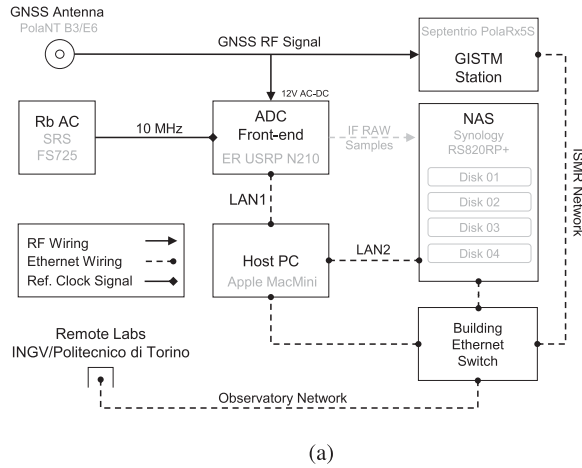 GNSS Antenna
PolaNT B3/E6
GNSS RF Signal
Septentrio PolaRx5S
GISTM
Station
12V AC-DC
Rb AC
SRS
FS725
10 MHz
ADC
Front-end
ER USRP N210
IF RAW
Samples
NAS
Synology
RS820RP+
Disk 01
Disk 02
Disk 03
Disk 04
ISMR Network
LAN1
RF Wiring
Ethernet Wiring
Ref. Clock Signal
Host PC
Apple MacMini
LAN2
Building
Ethernet
Switch
Remote Labs
INGV/Politecnico di Torino
Observatory Network
(a)